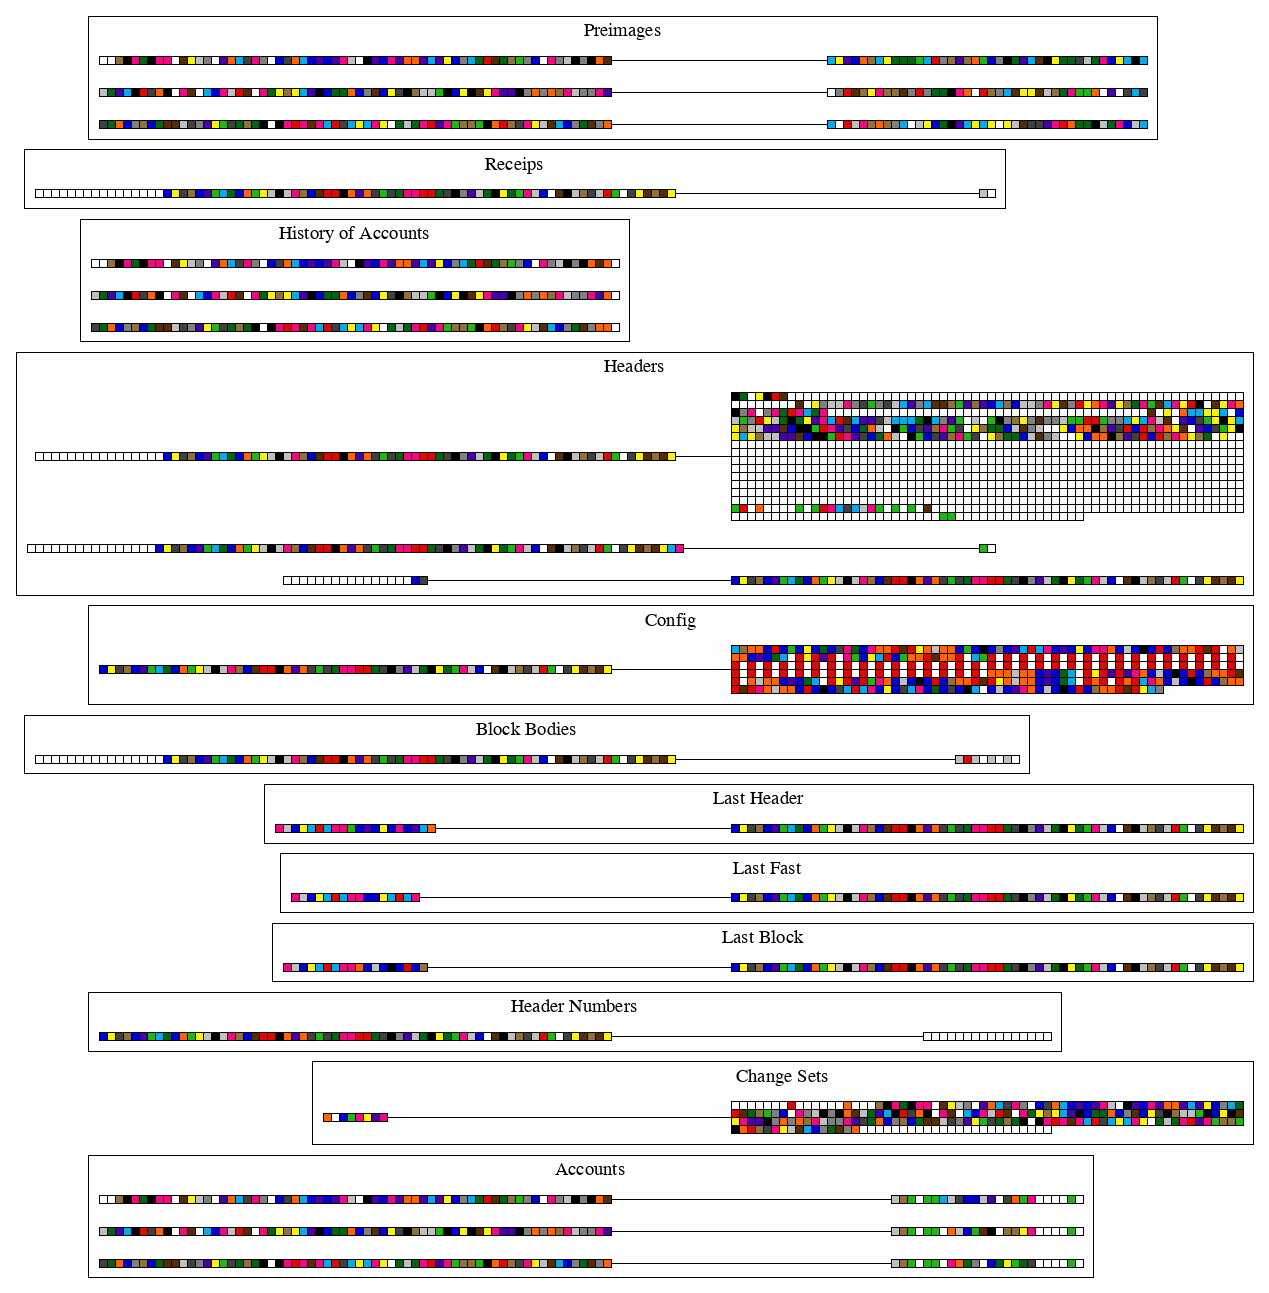 Preimages
Receips
History of Accounts
Headers
Config
Block Bodies
Last Header
Last Fast
Last Block
Header Numbers
Change Sets
Accounts